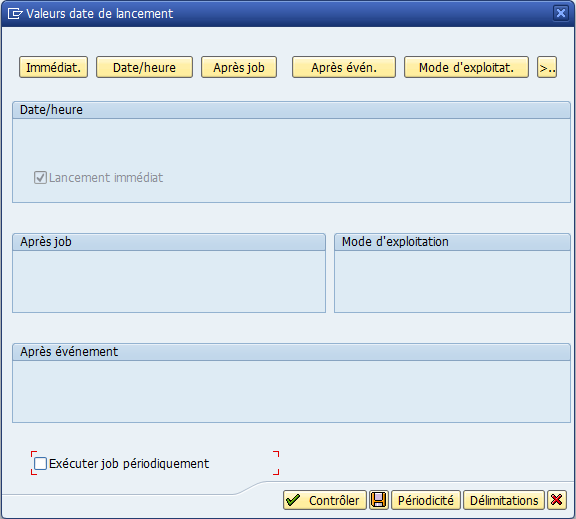 Valeurs date de lancement
Immédiat. Date/heure Après job Après évén. Mode d'exploitat. >..
Date/heure
Lancement immédiat
Après job Mode d'exploitation
Après événement
Exécuter job périodiquement
Contrôler Périodicité Délimitations